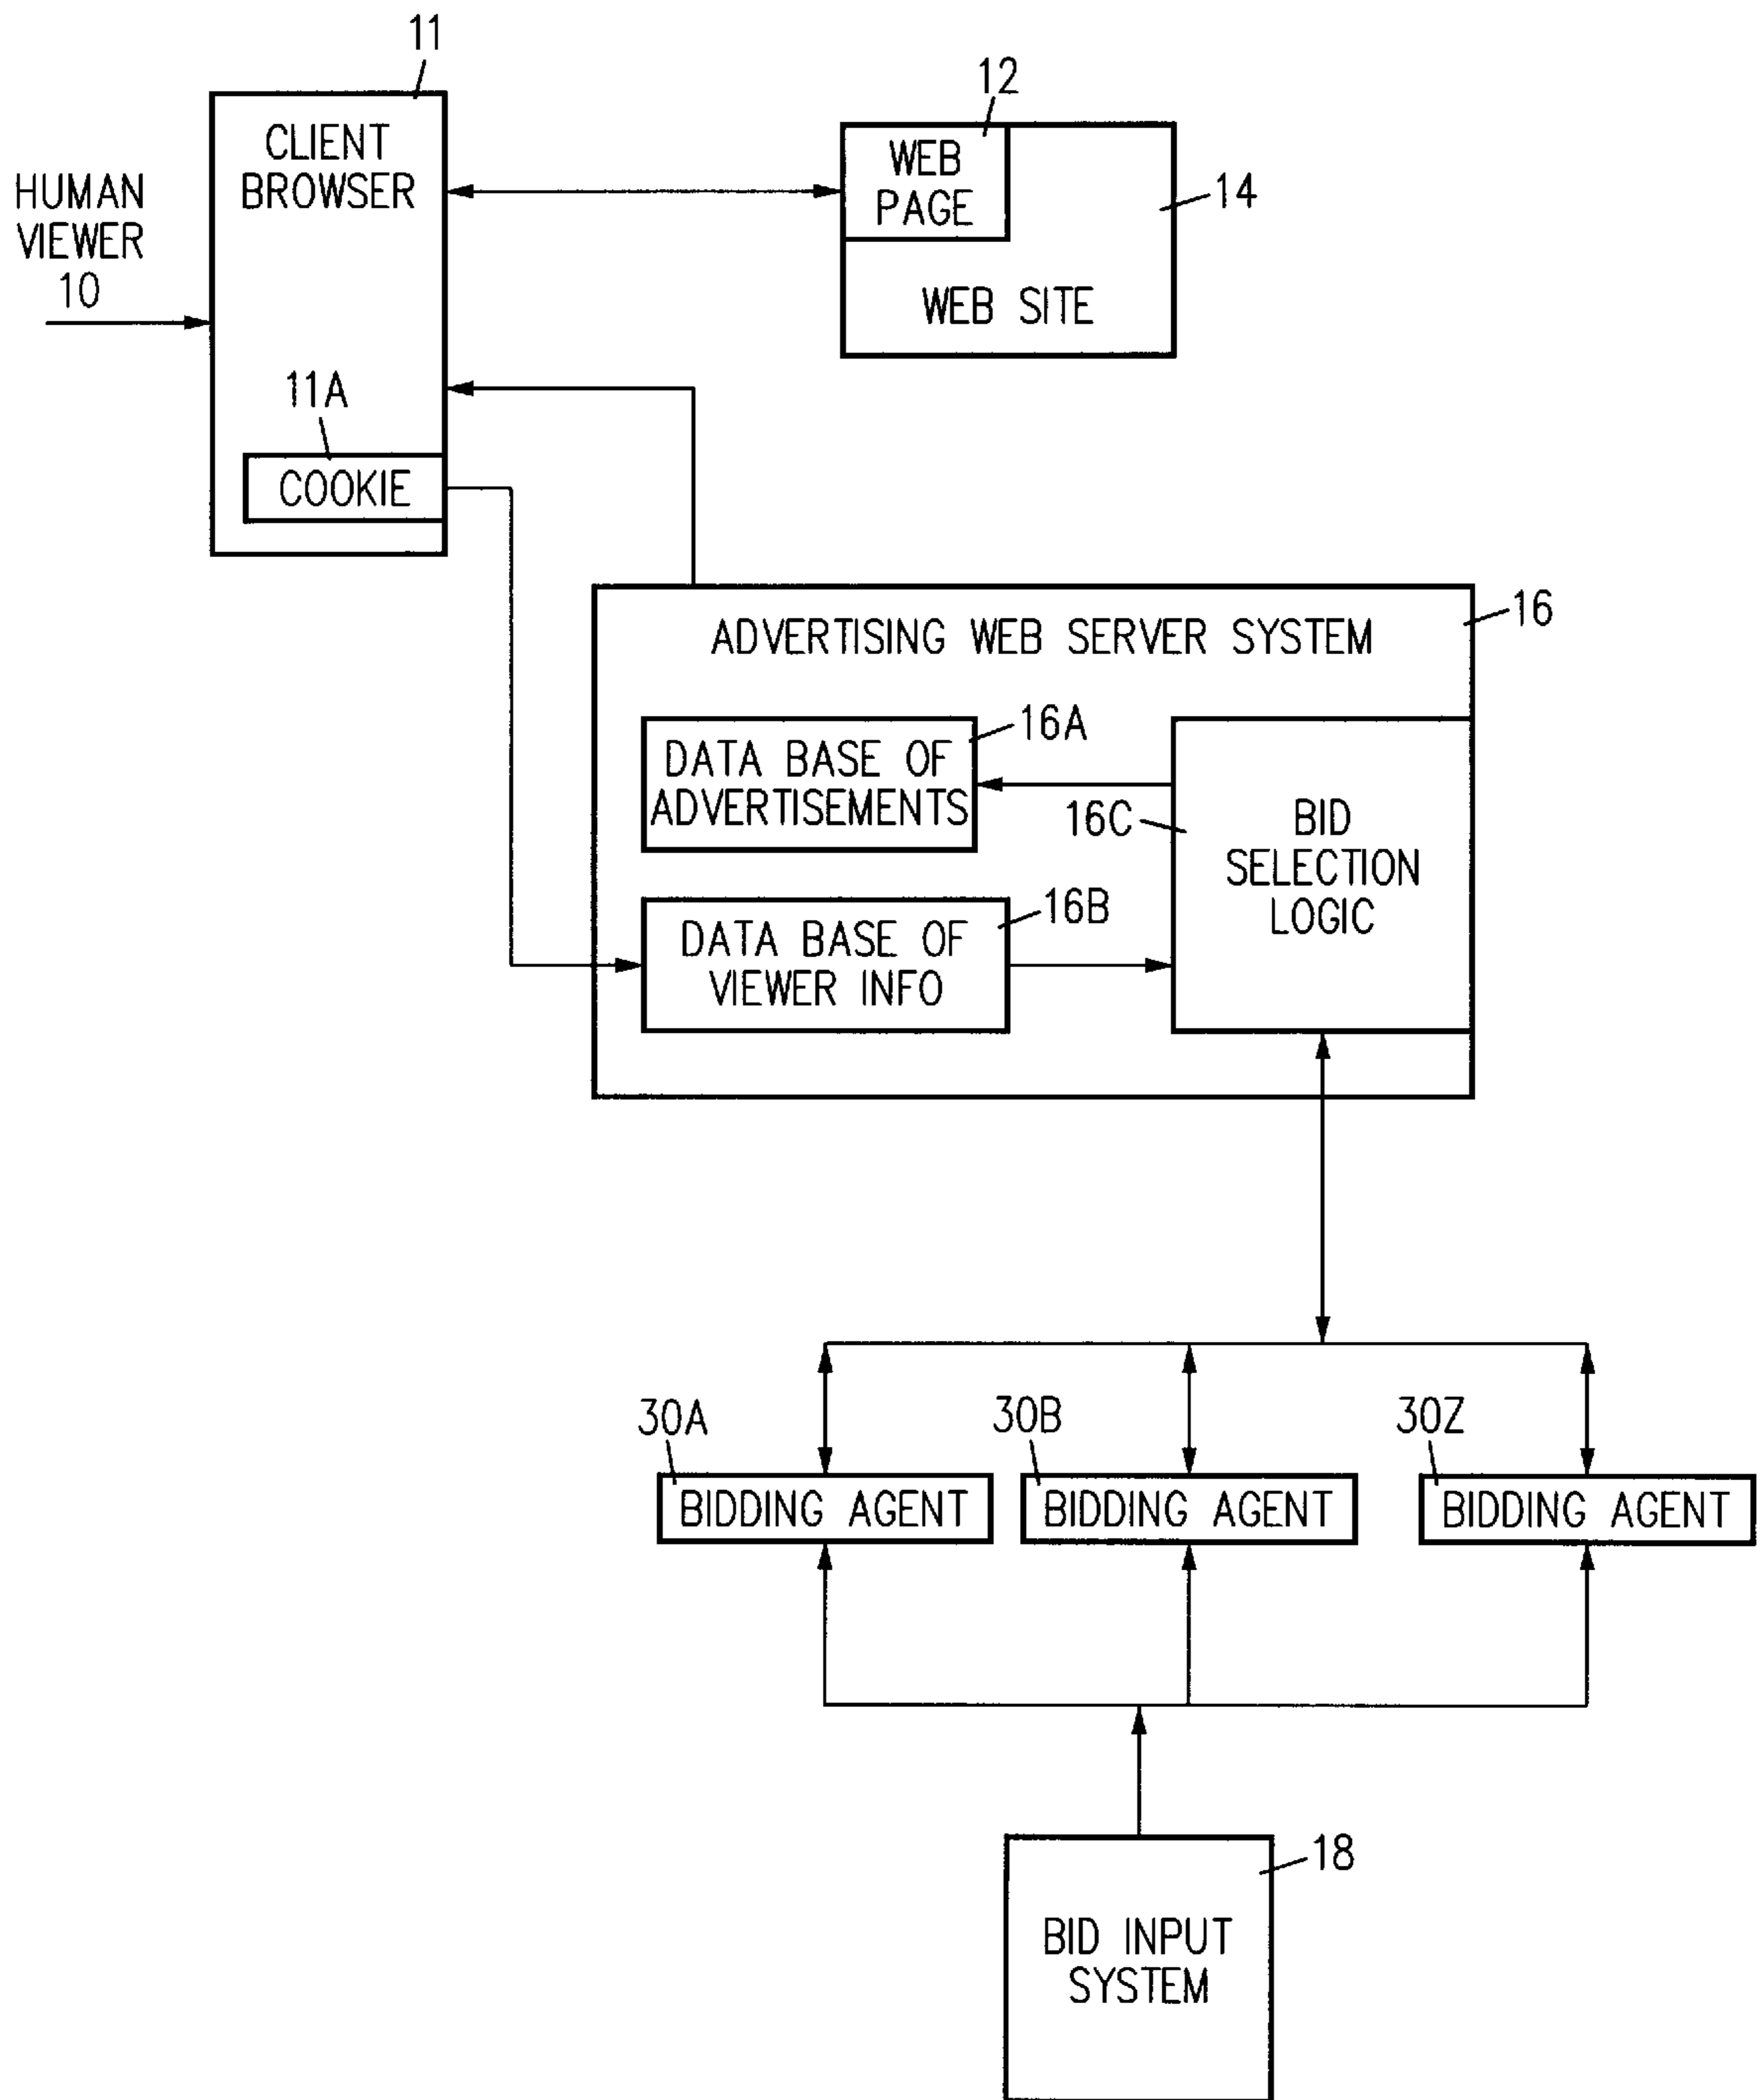 11
CLIENT
BROWSER
HUMAN
VIEWER
10
12
WEB
PAGE
14
WEB SITE
11A
COOKIE
16
ADVERTISING WEB SERVER SYSTEM
16A
DATA BASE OF
ADVERTISEMENTS
16C
BID
SELECTION
LOGIC
16B
DATA BASE OF
VIEWER INFO
30A
BIDDING AGENT
30B
BIDDING AGENT
30Z
BIDDING AGENT
18
BID INPUT
SYSTEM